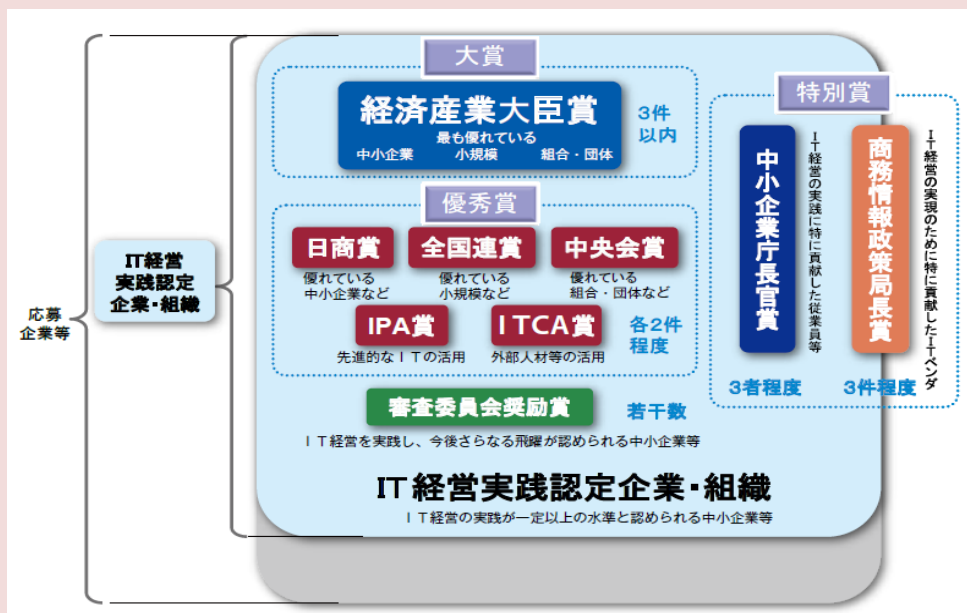 大賞
経済産業大臣賞
最も優れている
中小企業 小規模 組合・団体
3件
以内
優秀賞
日商賞
優れている
中小企業など
全国連賞
優れている
小規模など
中央会賞
優れている
組合・団体など
IPA賞
先進的なITの活用
ITCA賞
外部人材等の活用
各2件
程度
審査委員会奨励賞
若干数
IT経営を実践し、今後さらなる飛躍が認められる中小企業等
IT経営実践認定企業・組織
IT経営の実践が一定以上の水準と認められる中小企業等
特別賞
中小企業庁長官賞
IT経営の実践に特に貢献した従業員等
3者程度
商務情報政策局長賞
IT経営の実現のために特に貢献したITベンダ
3件程度
IT経営
実践認定
企業・組織
応募
企業等